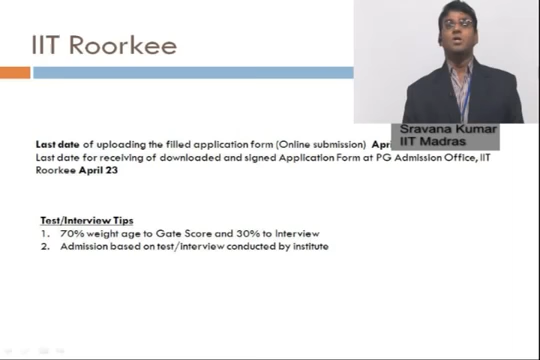 IIT Roorkee
Sravana Kumar
IIT Madras
Last date of uploading the filled application form (Online submission)
Last date for receiving of downloaded and signed Application Form at PG Admission Office, IIT
Roorkee April 23
Test/Interview Tips
1. 70% weight age to Gate Score and 30% to Interview
2. Admission based on test/interview conducted by institute